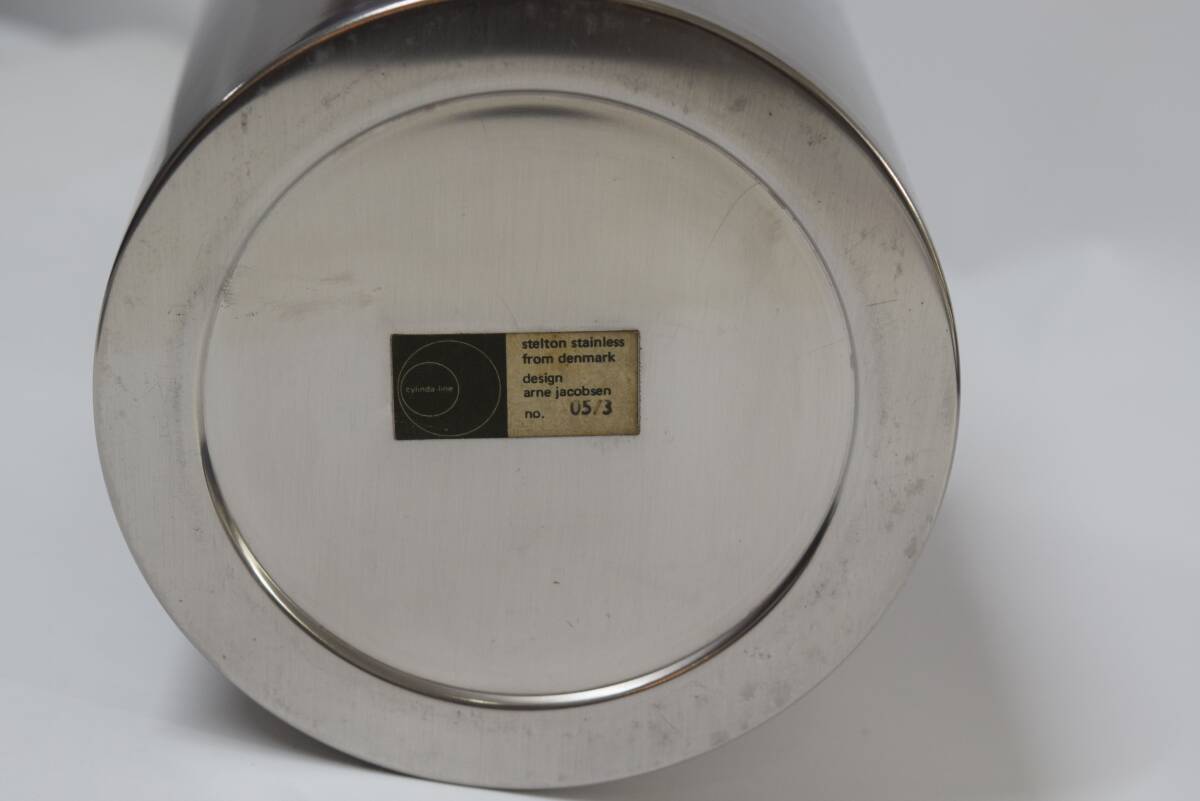 cylinda-line
stelton stainless
from denmark
design
arne jacobsen
no. 05/3